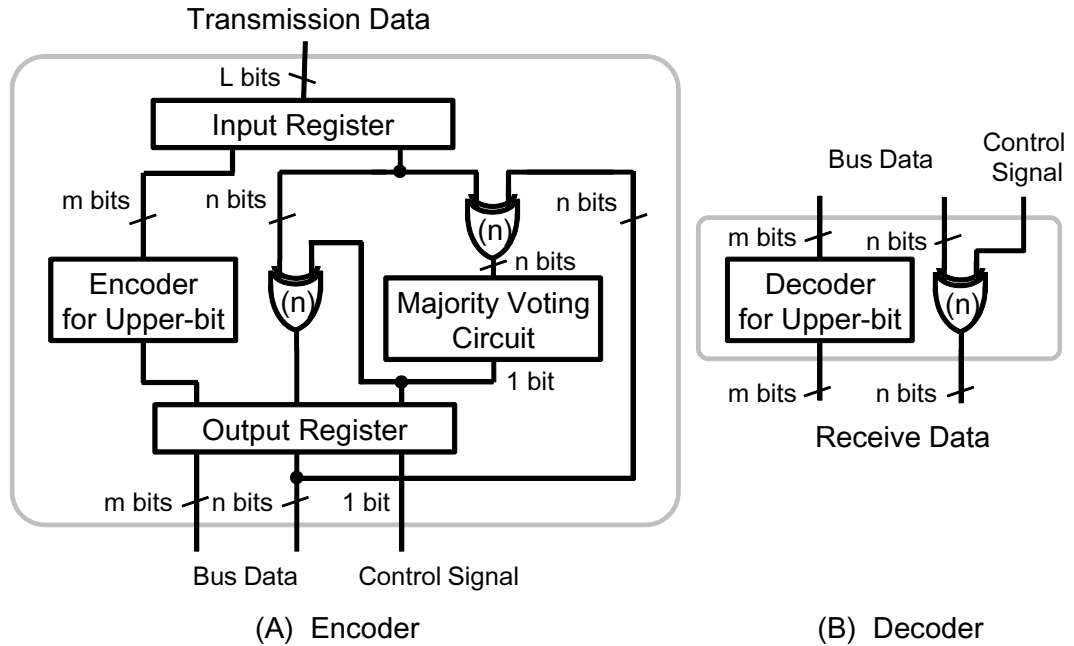 Transmission Data
L bits
Input Register
m bits
n bits
(n)
n bits
n bits
Encoder
for Upper-bit
(n)
Majority Voting
Circuit
1 bit
Output Register
m bits
n bits
1 bit
Bus Data
Control Signal
(A) Encoder
Bus Data
Control
Signal
m bits
n bits
Decoder
for Upper-bit
(n)
m bits
n bits
Receive Data
(B) Decoder